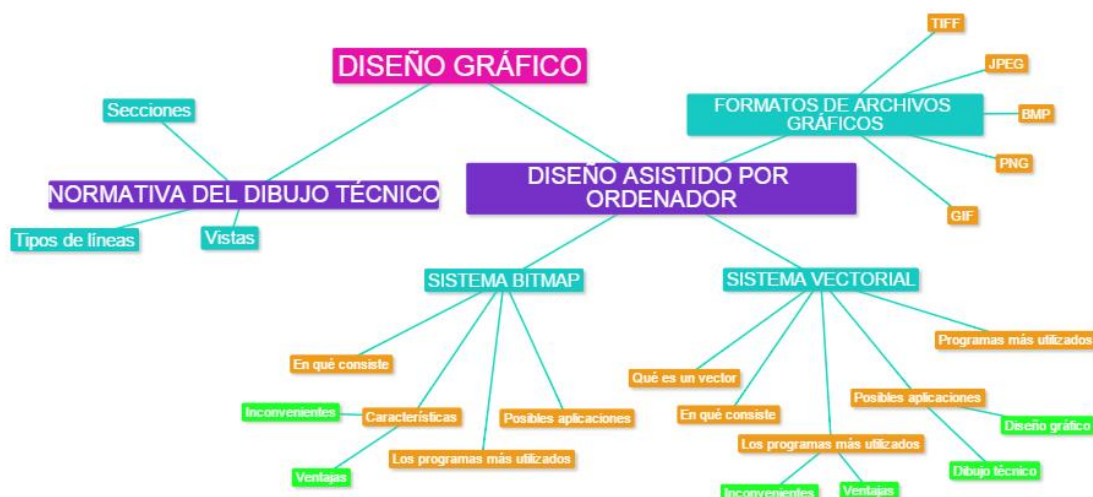 DISEÑO GRÁFICO
TIFF
JPEG
FORMATOS DE ARCHIVOS
GRÁFICOS
BMP
PNG
GIF
Secciones
NORMATIVA DEL DIBUJO TÉCNICO
Tipos de líneas
Vistas
DISEÑO ASISTIDO POR
ORDENADOR
SISTEMA BITMAP
En qué consiste
Inconvenientes
Características
Ventajas
Los programas más utilizados
Posibles aplicaciones
SISTEMA VECTORIAL
Qué es un vector
En qué consiste
Los programas más utilizados
Inconvenientes
Ventajas
Programas más utilizados
Posibles aplicaciones
Diseño gráfico
Dibujo técnico